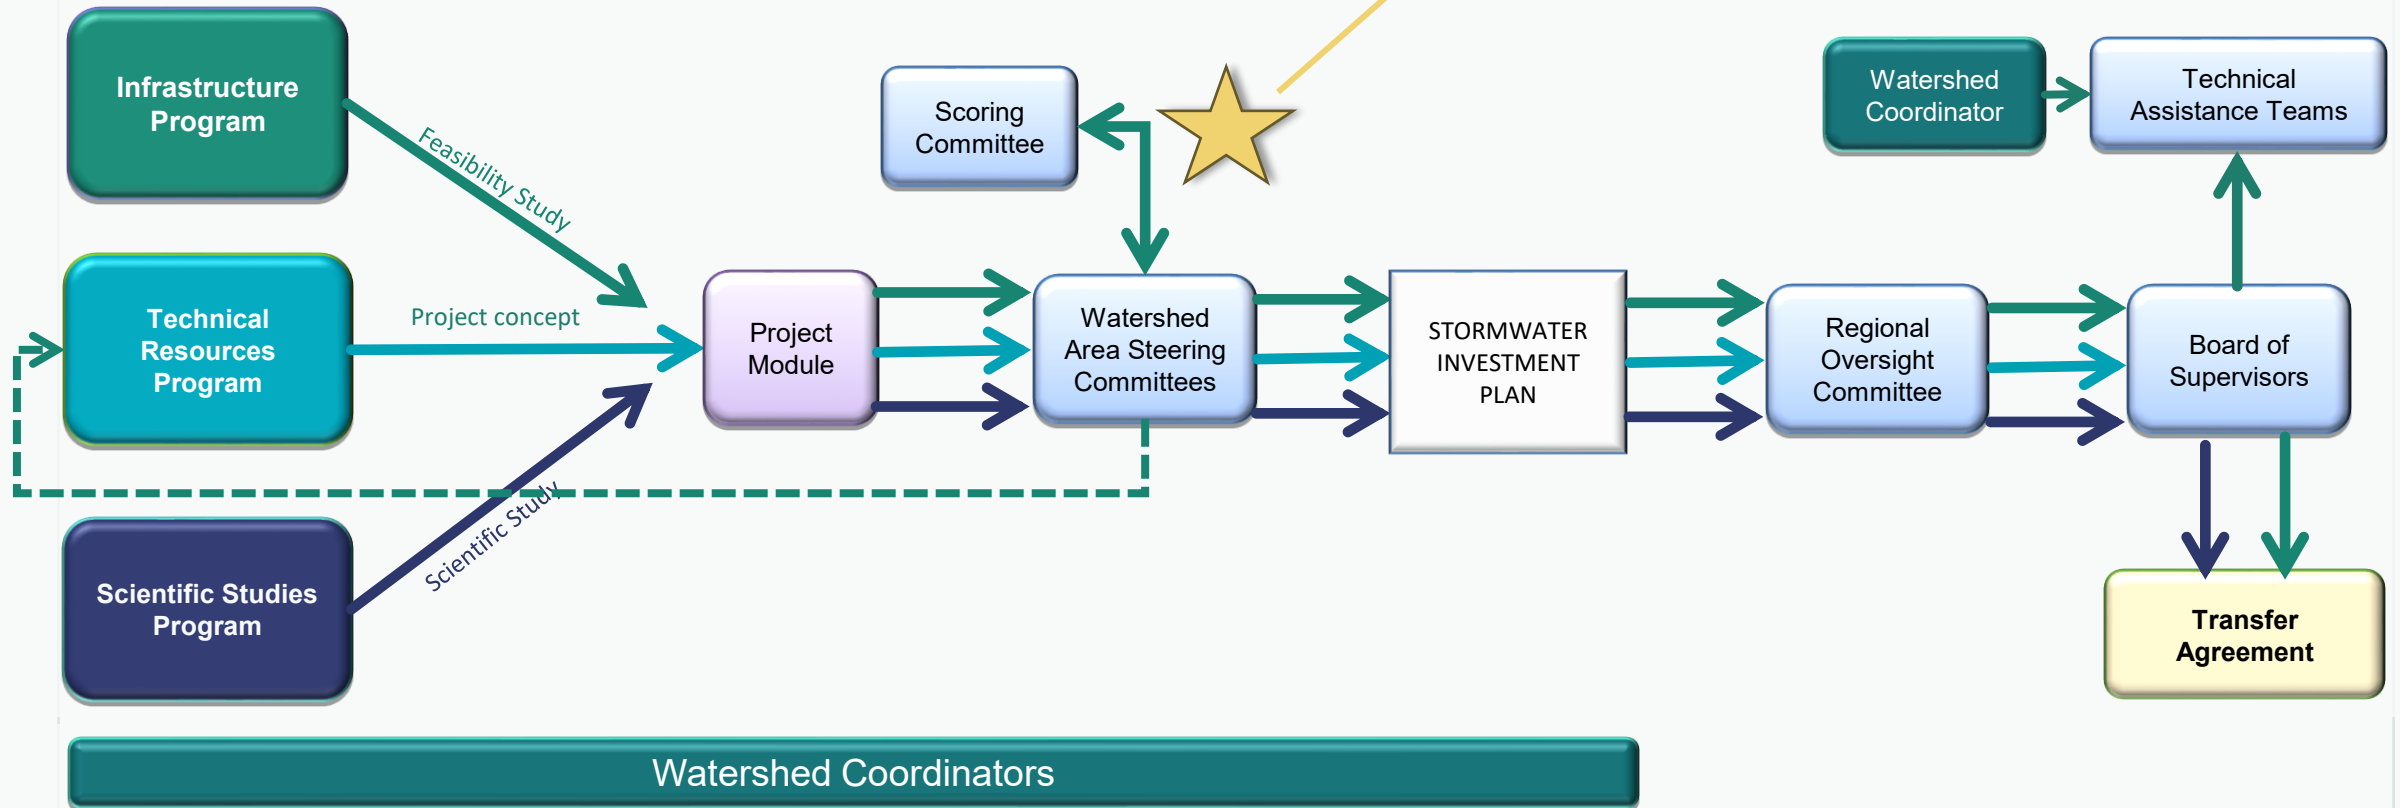 Infrastructure
Program
Feasibility Study
Scoring
Committee
Watershed
Coordinator
Technical
Assistance Teams
Technical
Resources
Program
Project concept
Project
Module
Watershed
Area Steering
Committees
STORMWATER
INVESTMENT
PLAN
Regional
Oversight
Committee
Board of
Supervisors
Scientific Studies
Program
Scientific Study
Transfer
Agreement
Watershed Coordinators